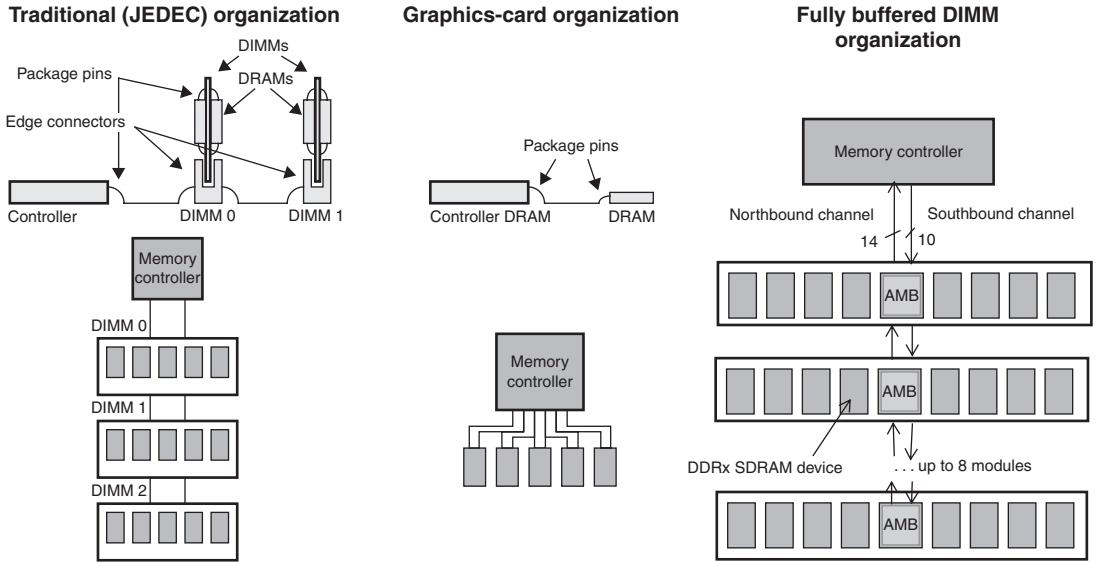 Traditional (JEDEC) organization
DIMMs
Package pins
DRAMs
Edge connectors
Controller
DIMM 0
DIMM 1
Memory
controller
DIMM 0
DIMM 1
DIMM 2
Graphics-card organization
Package pins
Controller DRAM
DRAM
Memory
controller
Fully buffered DIMM
organization
Memory controller
Northbound channel
Southbound channel
14
10
AMB
AMB
DDRx SDRAM device
. . . up to 8 modules
AMB